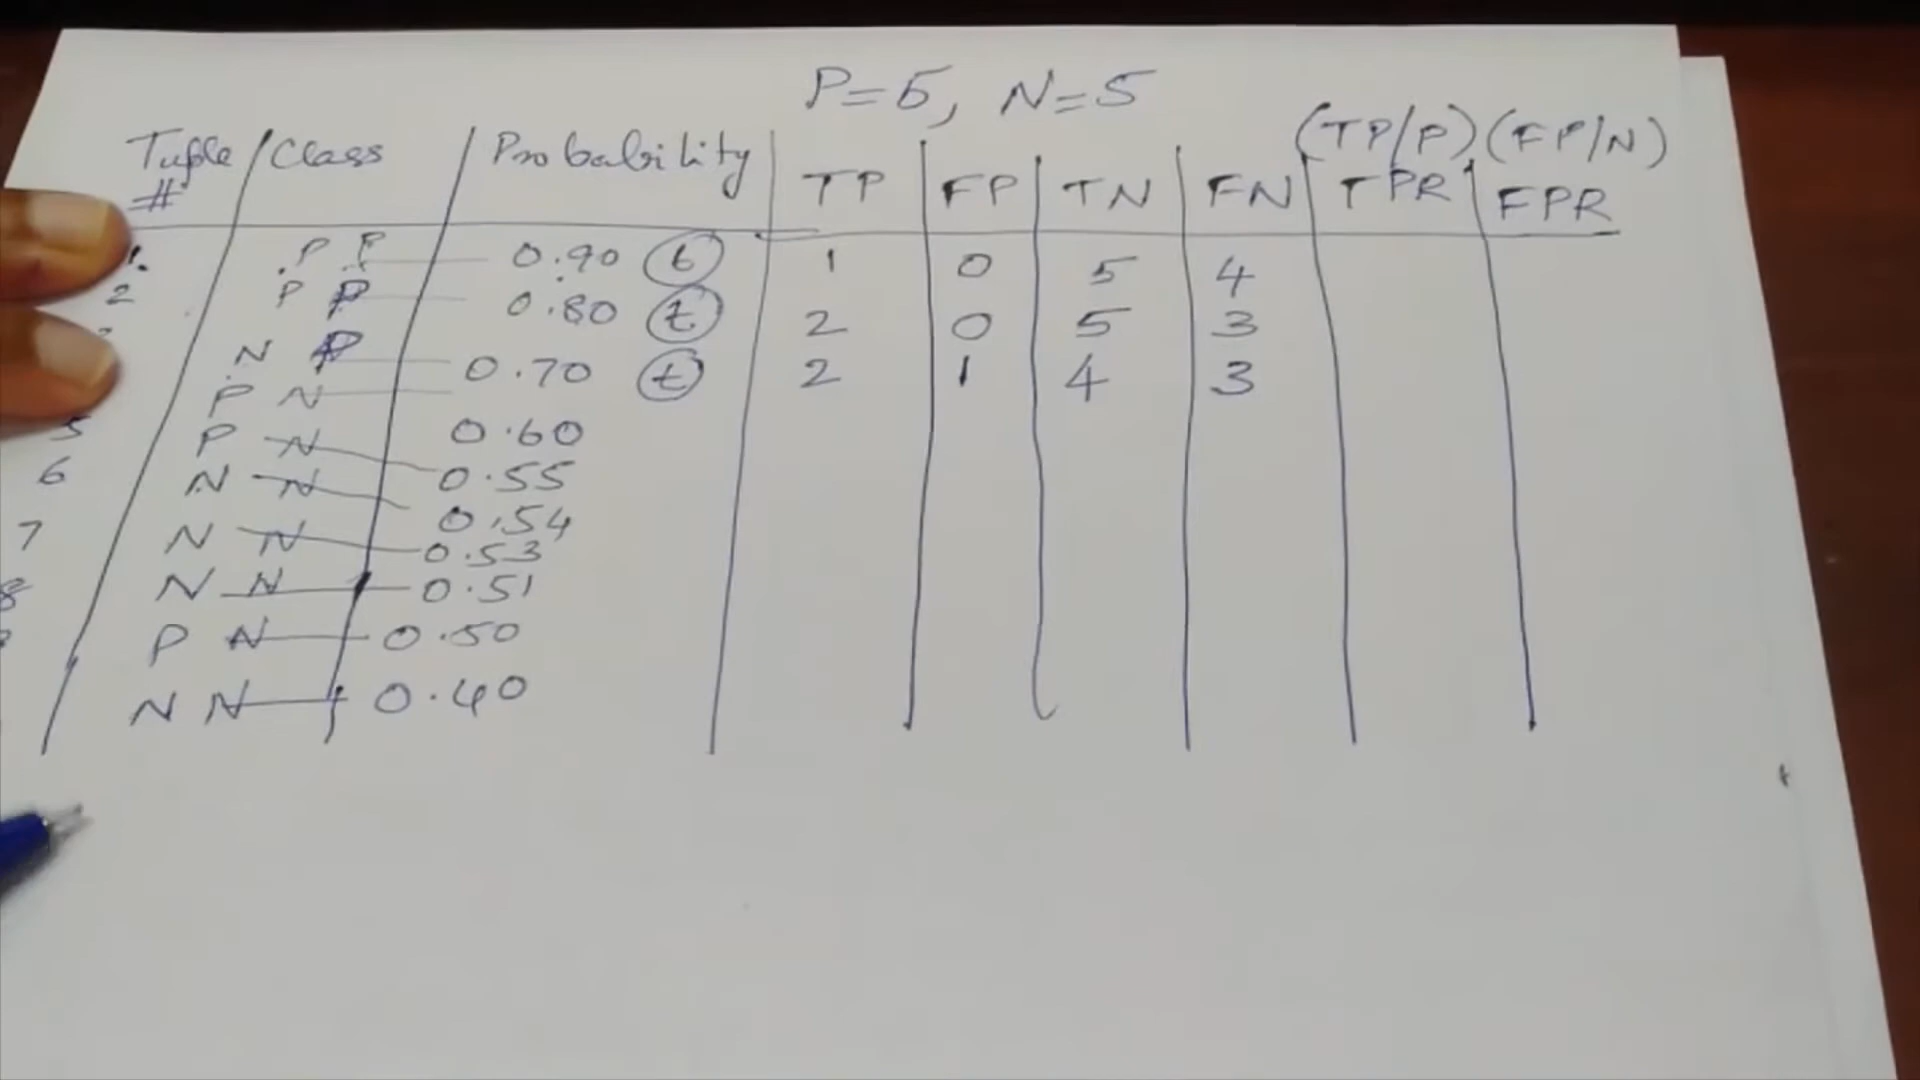 P=5, N=5
(TP/P) (FP/N)
Tuple # Class Probability TP FP TN FN TPR FPR
1. P P 0.90 t 1 0 5 4
2 P P 0.80 t 2 0 5 3
N P 0.70 t 2 1 4 3
P N 0.60
5 P N 0.55
6 N N 0.54
7 N N 0.53
8 N N 0.51
P N 0.50
N N 0.40